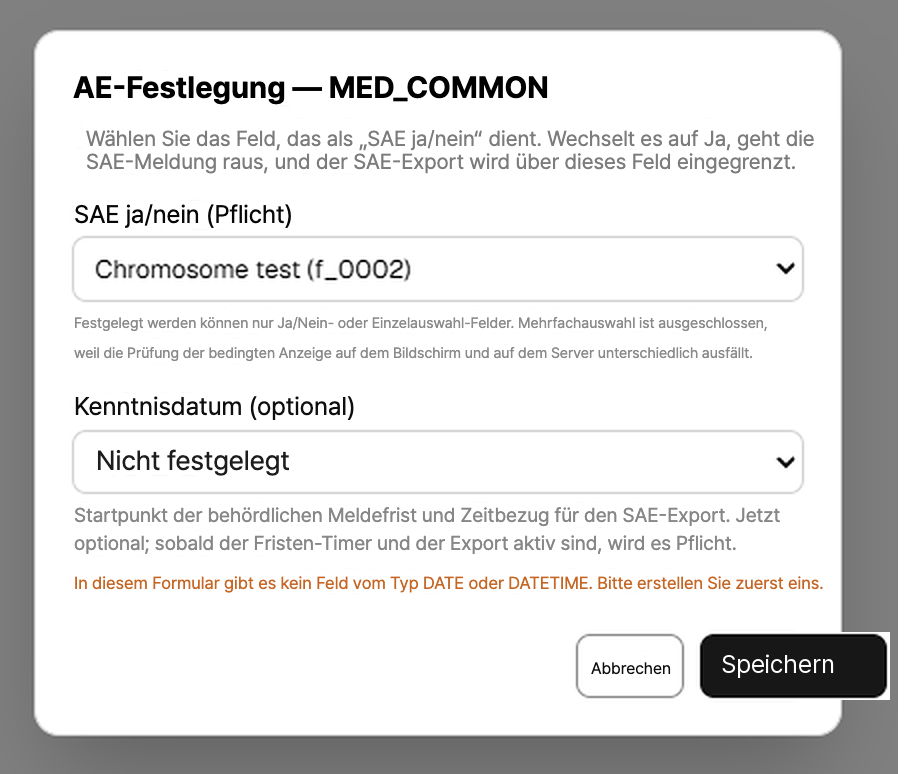 AE-Festlegung — MED_COMMON
Wählen Sie das Feld, das als „SAE ja/nein“ dient. Wechselt es auf Ja, geht die
SAE-Meldung raus, und der SAE-Export wird über dieses Feld eingegrenzt.
SAE ja/nein (Pflicht)
Chromosome test (f_0002)
Festgelegt werden können nur Ja/Nein- oder Einzelauswahl-Felder. Mehrfachauswahl ist ausgeschlossen,
weil die Prüfung der bedingten Anzeige auf dem Bildschirm und auf dem Server unterschiedlich ausfällt.
Kenntnisdatum (optional)
Nicht festgelegt
Startpunkt der behördlichen Meldefrist und Zeitbezug für den SAE-Export. Jetzt
optional; sobald der Fristen-Timer und der Export aktiv sind, wird es Pflicht.
In diesem Formular gibt es kein Feld vom Typ DATE oder DATETIME. Bitte erstellen Sie zuerst eins.
Abbrechen
Speichern